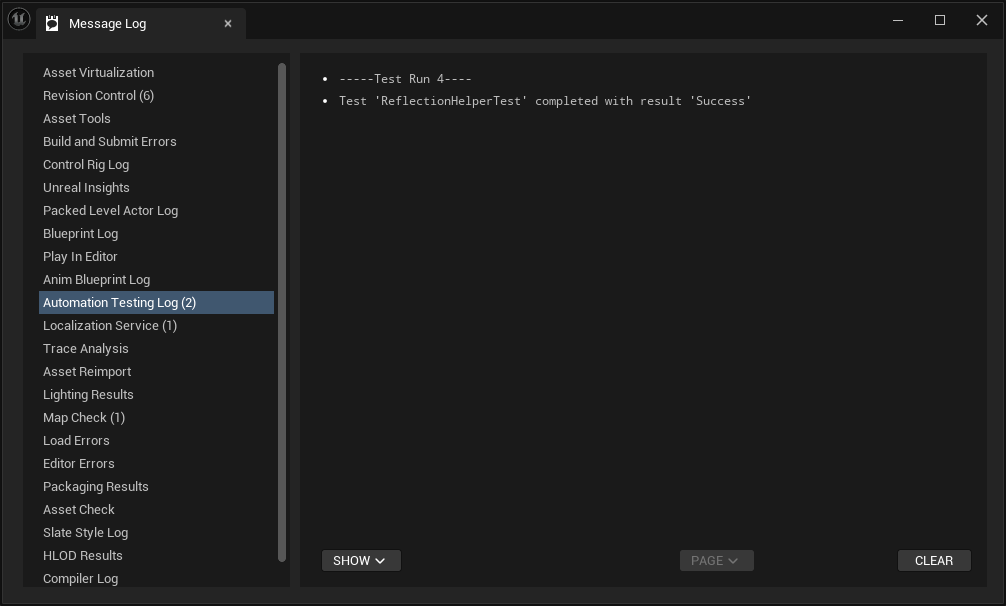 Message Log
Asset Virtualization
Revision Control (6)
Asset Tools
Build and Submit Errors
Control Rig Log
Unreal Insights
Packed Level Actor Log
Blueprint Log
Play In Editor
Anim Blueprint Log
Automation Testing Log (2)
Localization Service (1)
Trace Analysis
Asset Reimport
Lighting Results
Map Check (1)
Load Errors
Editor Errors
Packaging Results
Asset Check
Slate Style Log
HLOD Results
Compiler Log
-----Test Run 4----
Test 'ReflectionHelperTest' completed with result 'Success'
SHOW
PAGE
CLEAR